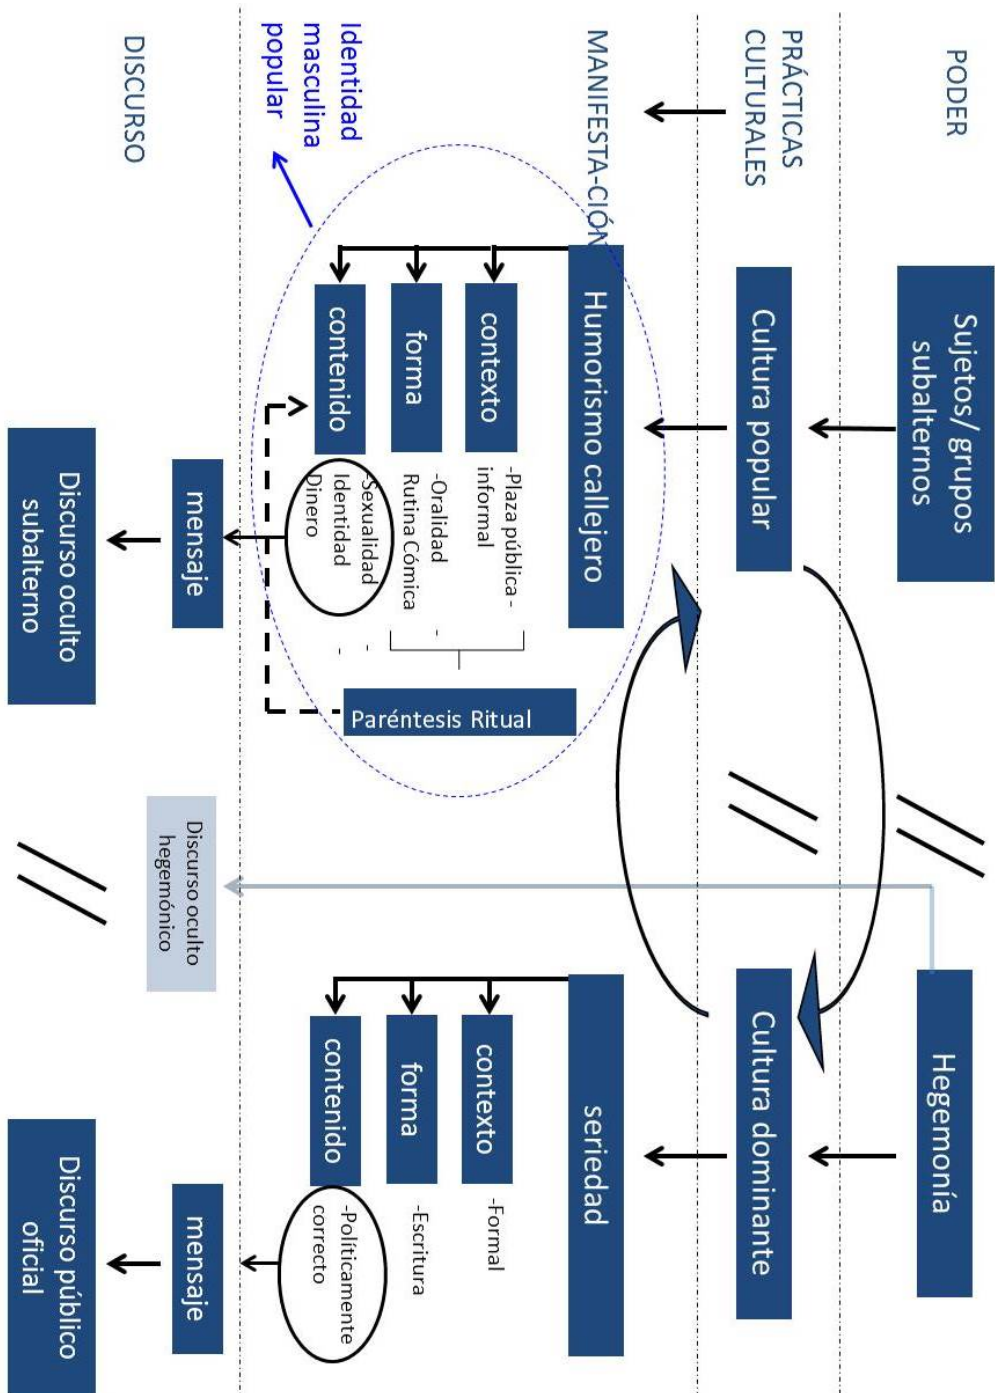 PODER
Sujetos/ grupos
subalternos
Hegemonía
PRÁCTICAS
CULTURALES
Cultura popular
Cultura dominante
MANIFESTA-CIÓN
Humorismo callejero
seriedad
contexto
-Plaza pública -
informal
contexto
-Formal
forma
-Oralidad -
Rutina Cómica
forma
-Escritura
contenido
-Sexualidad -
Identidad -
Dinero
contenido
-Políticamente
correcto
Paréntesis Ritual
Identidad
masculina
popular
DISCURSO
mensaje
Discurso oculto
hegemónico
mensaje
Discurso oculto
subalterno
Discurso público
oficial